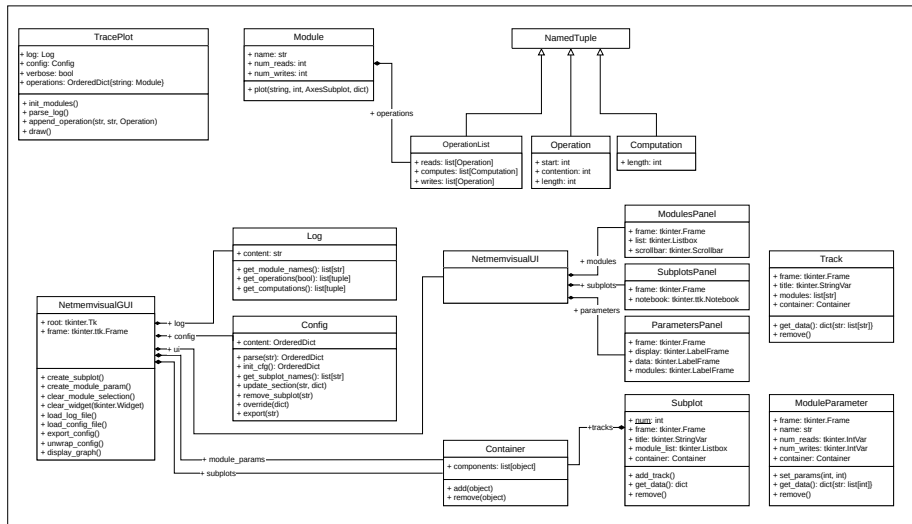 TracePlot
+ log: Log
+ config: Config
+ verbose: bool
+ operations: OrderedDict{string: Module}
+ init_modules()
+ parse_log()
+ append_operation(str, str, Operation)
+ draw()
Module
+ name: str
+ num_reads: int
+ num_writes: int
+ plot(string, int, AxesSubplot, dict)
+ operations
NamedTuple
OperationList
+ reads: list[Operation]
+ computes: list[Computation]
+ writes: list[Operation]
Operation
+ start: int
+ contention: int
+ length: int
Computation
+ length: int
Log
+ content: str
+ get_module_names(): list[str]
+ get_operations(bool): list[tuple]
+ get_computations(): list[tuple]
NetmemvisualUI
+ modules
+ subplots
+ parameters
ModulesPanel
+ frame: tkinter.Frame
+ list: tkinter.Listbox
+ scrollbar: tkinter.Scrollbar
SubplotsPanel
+ frame: tkinter.Frame
+ notebook: tkinter.ttk.Notebook
ParametersPanel
+ frame: tkinter.Frame
+ display: tkinter.LabelFrame
+ data: tkinter.LabelFrame
+ modules: tkinter.LabelFrame
Track
+ frame: tkinter.Frame
+ title: tkinter.StringVar
+ modules: list[str]
+ container: Container
+ get_data(): dict{str: list[str]}
+ remove()
NetmemvisualGUI
+ root: tkinter.Tk
+ frame: tkinter.ttk.Frame
+ create_subplot()
+ create_module_param()
+ clear_module_selection()
+ clear_widget(tkinter.Widget)
+ load_log_file()
+ load_config_file()
+ export_config()
+ unwrap_config()
+ display_graph()
+ log
+ config
+ ui
+ module_params
+ subplots
Config
+ content: OrderedDict
+ parse(str): OrderedDict
+ init_cfg(): OrderedDict
+ get_subplot_names(): list[str]
+ update_section(str, dict)
+ remove_subplot(str)
+ override(dict)
+ export(str)
Container
+ components: list[object]
+ add(object)
+ remove(object)
+tracks
Subplot
+ num: int
+ frame: tkinter.Frame
+ title: tkinter.StringVar
+ module_list: tkinter.Listbox
+ container: Container
+ add_track()
+ get_data(): dict
+ remove()
ModuleParameter
+ frame: tkinter.Frame
+ name: str
+ num_reads: tkinter.IntVar
+ num_writes: tkinter.IntVar
+ container: Container
+ set_params(int, int)
+ get_data(): dict{str: list[int]}
+ remove()